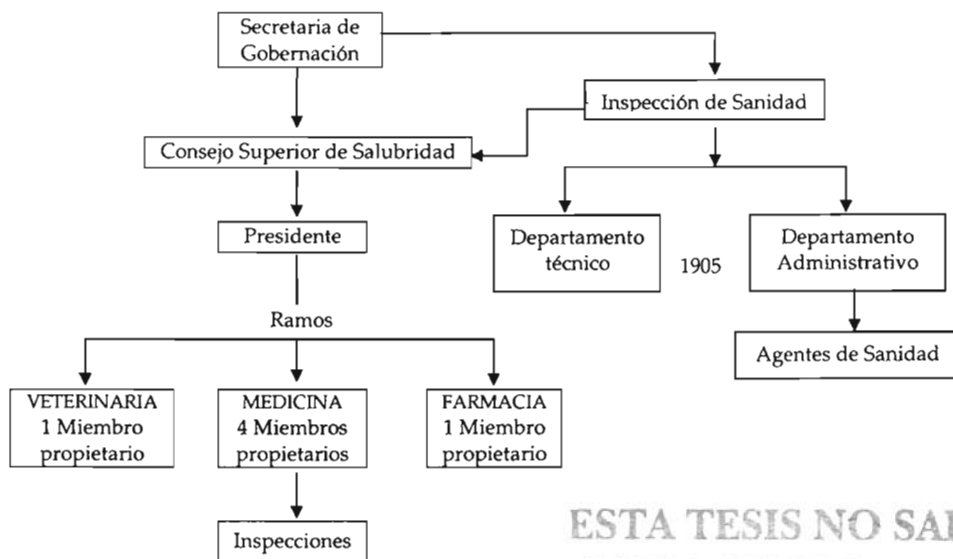 Secretaria de
Gobernación
Inspección de Sanidad
Consejo Superior de Salubridad
Presidente
Departamento
técnico
1905
Departamento
Administrativo
Ramos
Agentes de Sanidad
VETERINARIA
1 Miembro
propietario
MEDICINA
4 Miembros
propietarios
FARMACIA
1 Miembro
propietario
Inspecciones
ESTA TESIS NO